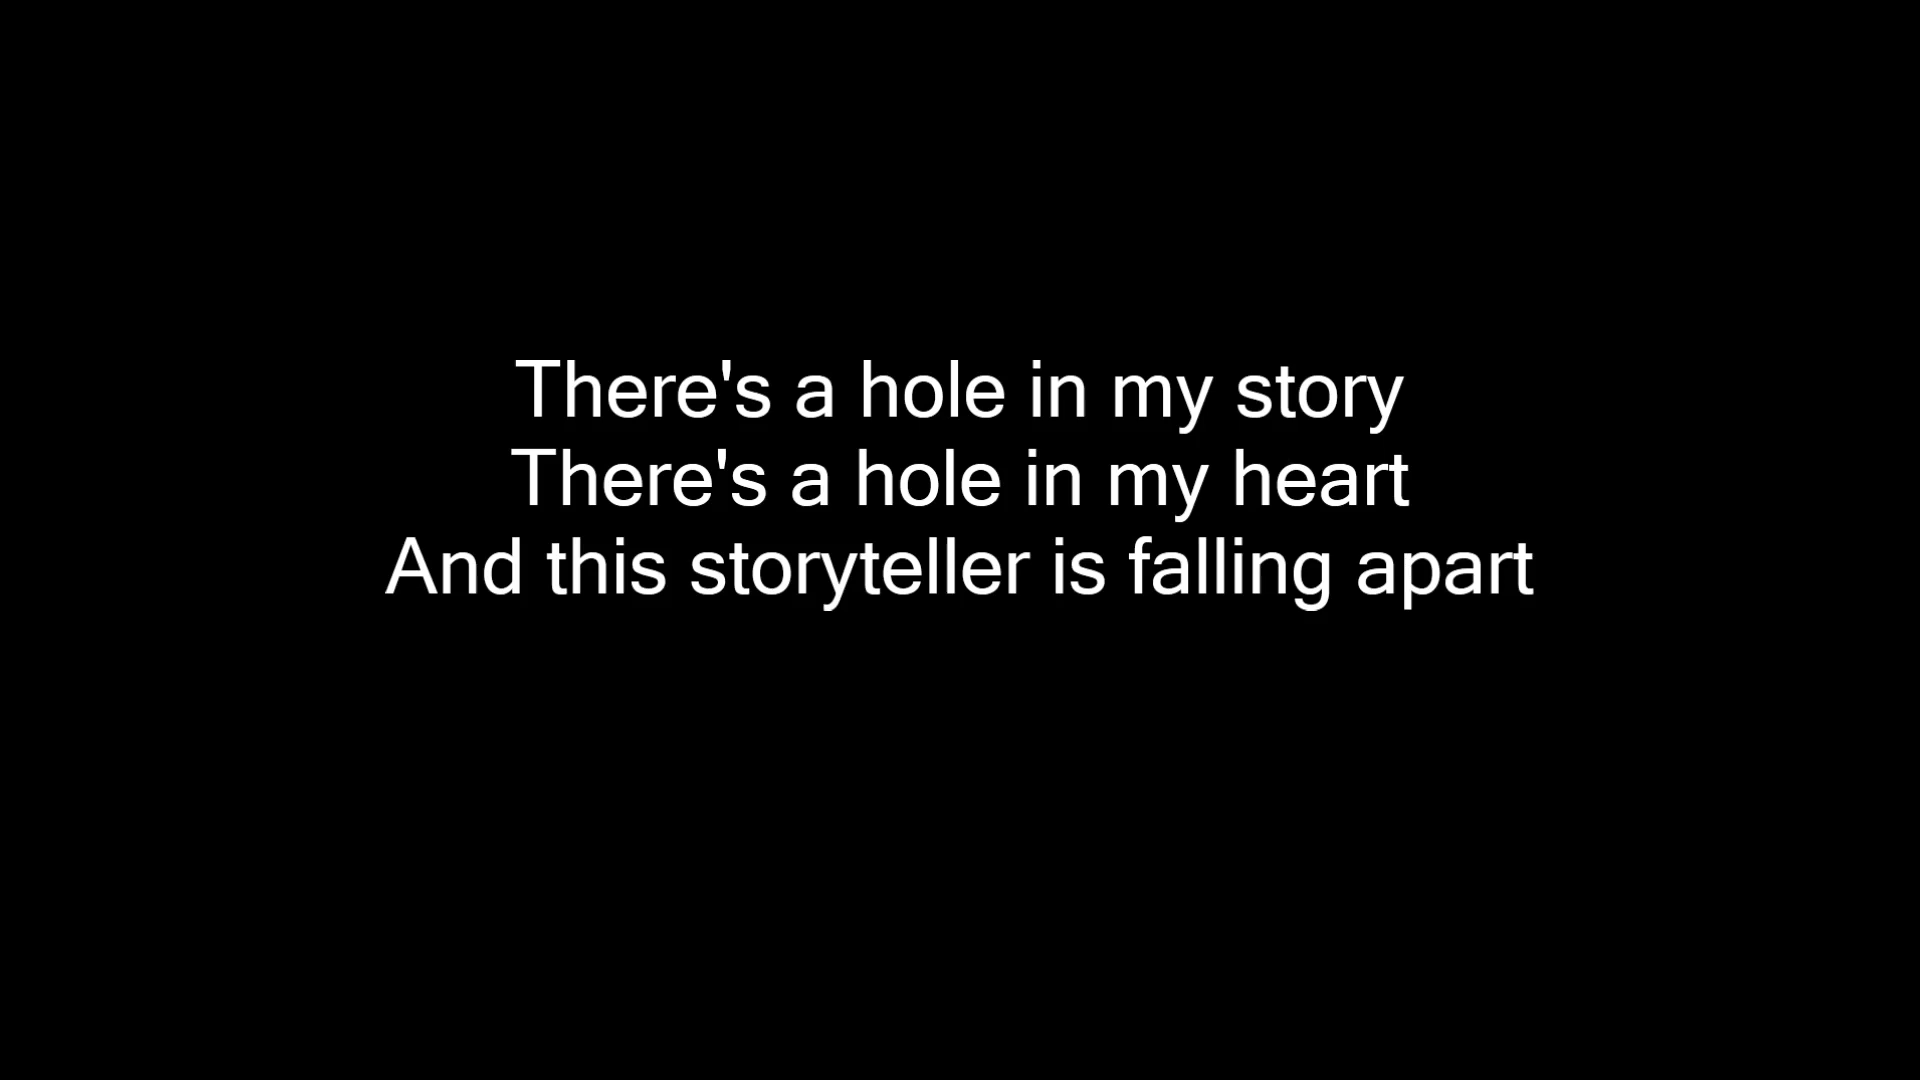 There's a hole in my story
There's a hole in my heart
And this storyteller is falling apart